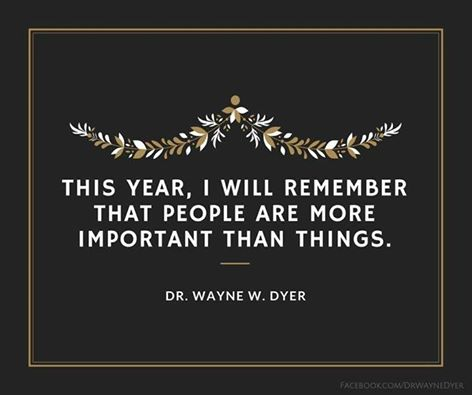 THIS YEAR, I WILL REMEMBER
THAT PEOPLE ARE MORE
IMPORTANT THAN THINGS.
DR. WAYNE W. DYER
FACEBOOK.COM/DRWAYNEDYER